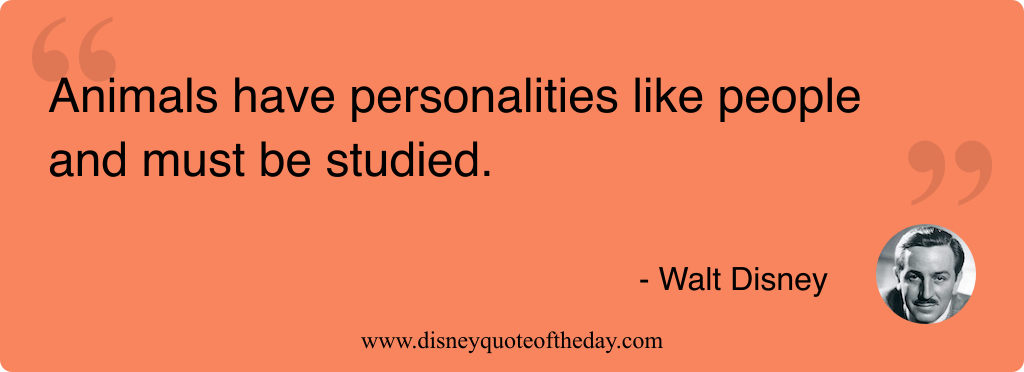 Animals have personalities like people
and must be studied.
- Walt Disney
www.disneyquoteoftheday.com